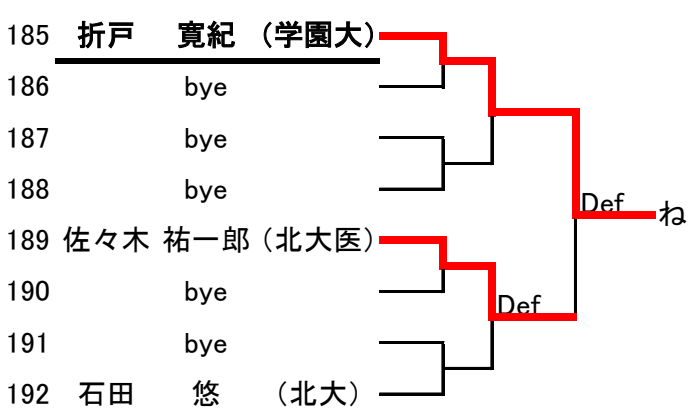 185 折戸 寛紀 (学園大)
186 bye
187 bye
188 bye
Def ね
189 佐々木 祐一郎 (北大医)
190 bye
Def
191 bye
192 石田 悠 (北大)